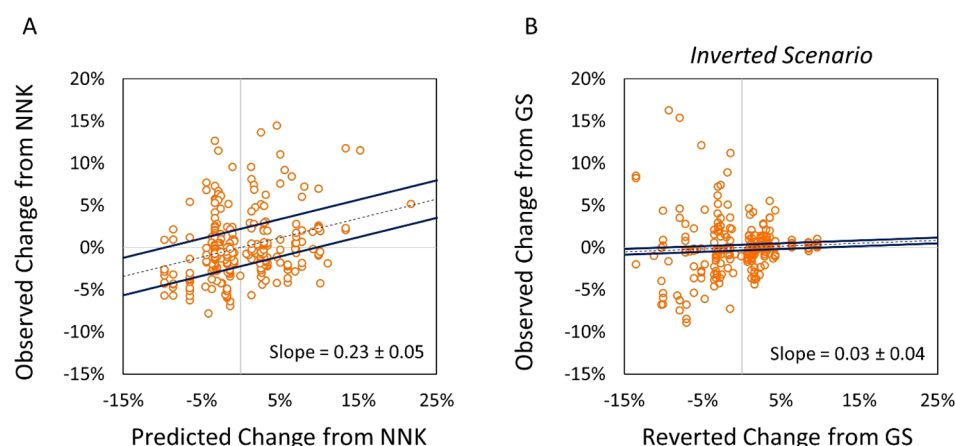 A
Observed Change from NNK
20%
15%
10%
5%
0%
-5%
-10%
-15%
Slope = 0.23 ± 0.05
-15%
-5%
5%
15%
25%
Predicted Change from NNK
B
Inverted Scenario
Observed Change from GS
20%
15%
10%
5%
0%
-5%
-10%
-15%
Slope = 0.03 ± 0.04
-15%
-5%
5%
15%
25%
Reverted Change from GS